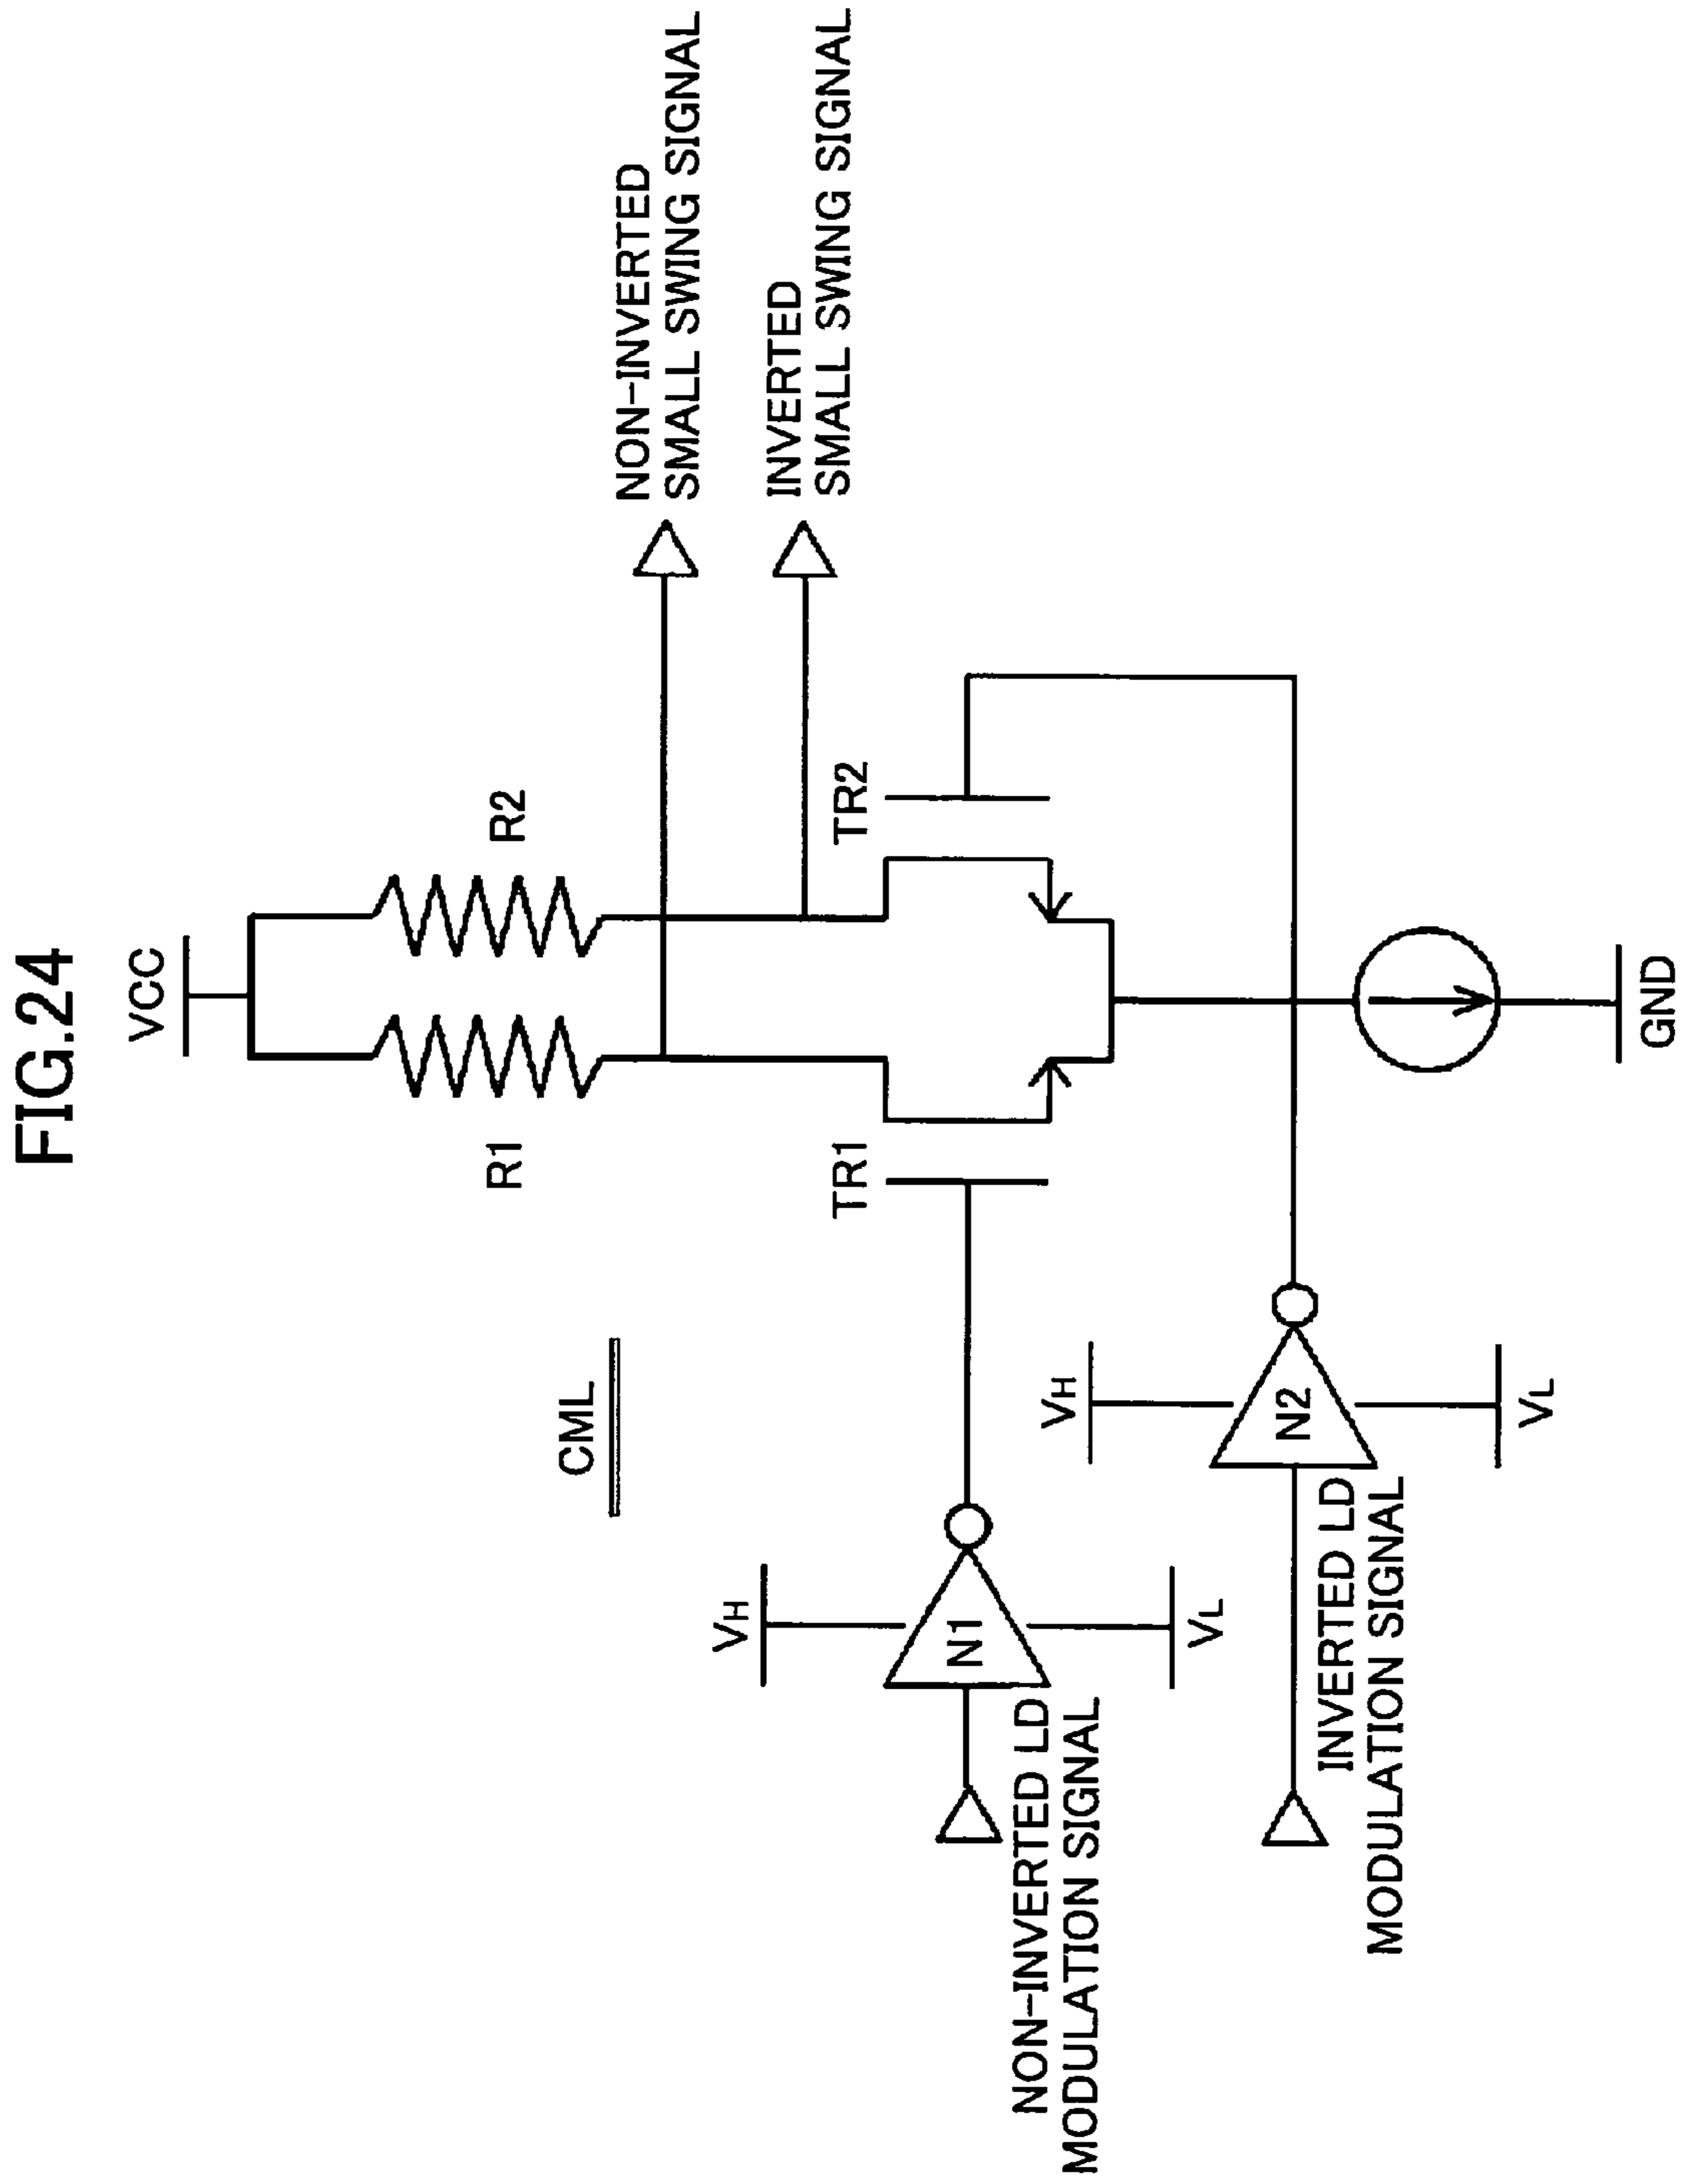 FIG.24
VCC
R1
R2
NON-INVERTED
SMALL SWING SIGNAL
INVERTED
SMALL SWING SIGNAL
CML
TR1
TR2
VH
N1
VL
NON-INVERTED LD
MODULATION SIGNAL
VH
N2
VL
INVERTED LD
MODULATION SIGNAL
GND